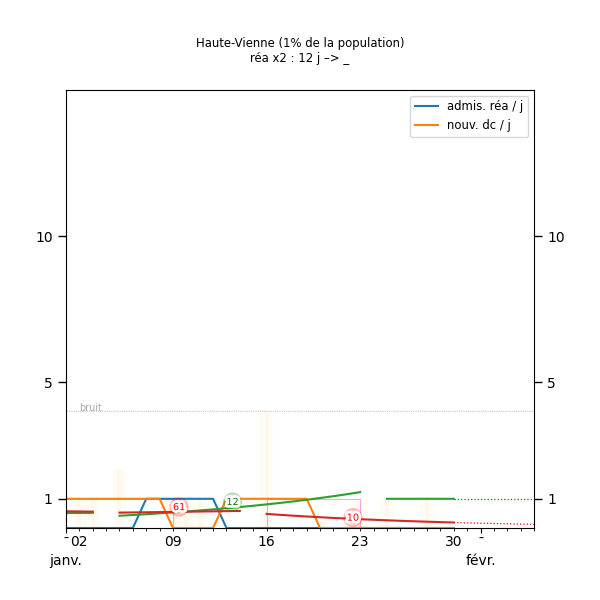 Haute-Vienne (1% de la population)
réa x2 : 12 j –> _
admis. réa / j
nouv. dc / j
10 10
5 5
bruit
1 1
61
12
10
02 09 16 23 30 -
janv. févr.